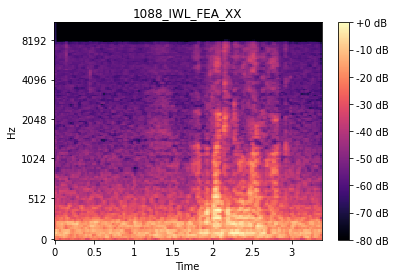 1088_IWL_FEA_XX
+0 dB
8192
-10 dB
4096
-20 dB
-30 dB
Hz
2048
-40 dB
1024
-50 dB
512
-60 dB
-70 dB
0
-80 dB
0 0.5 1 1.5 2 2.5 3
Time